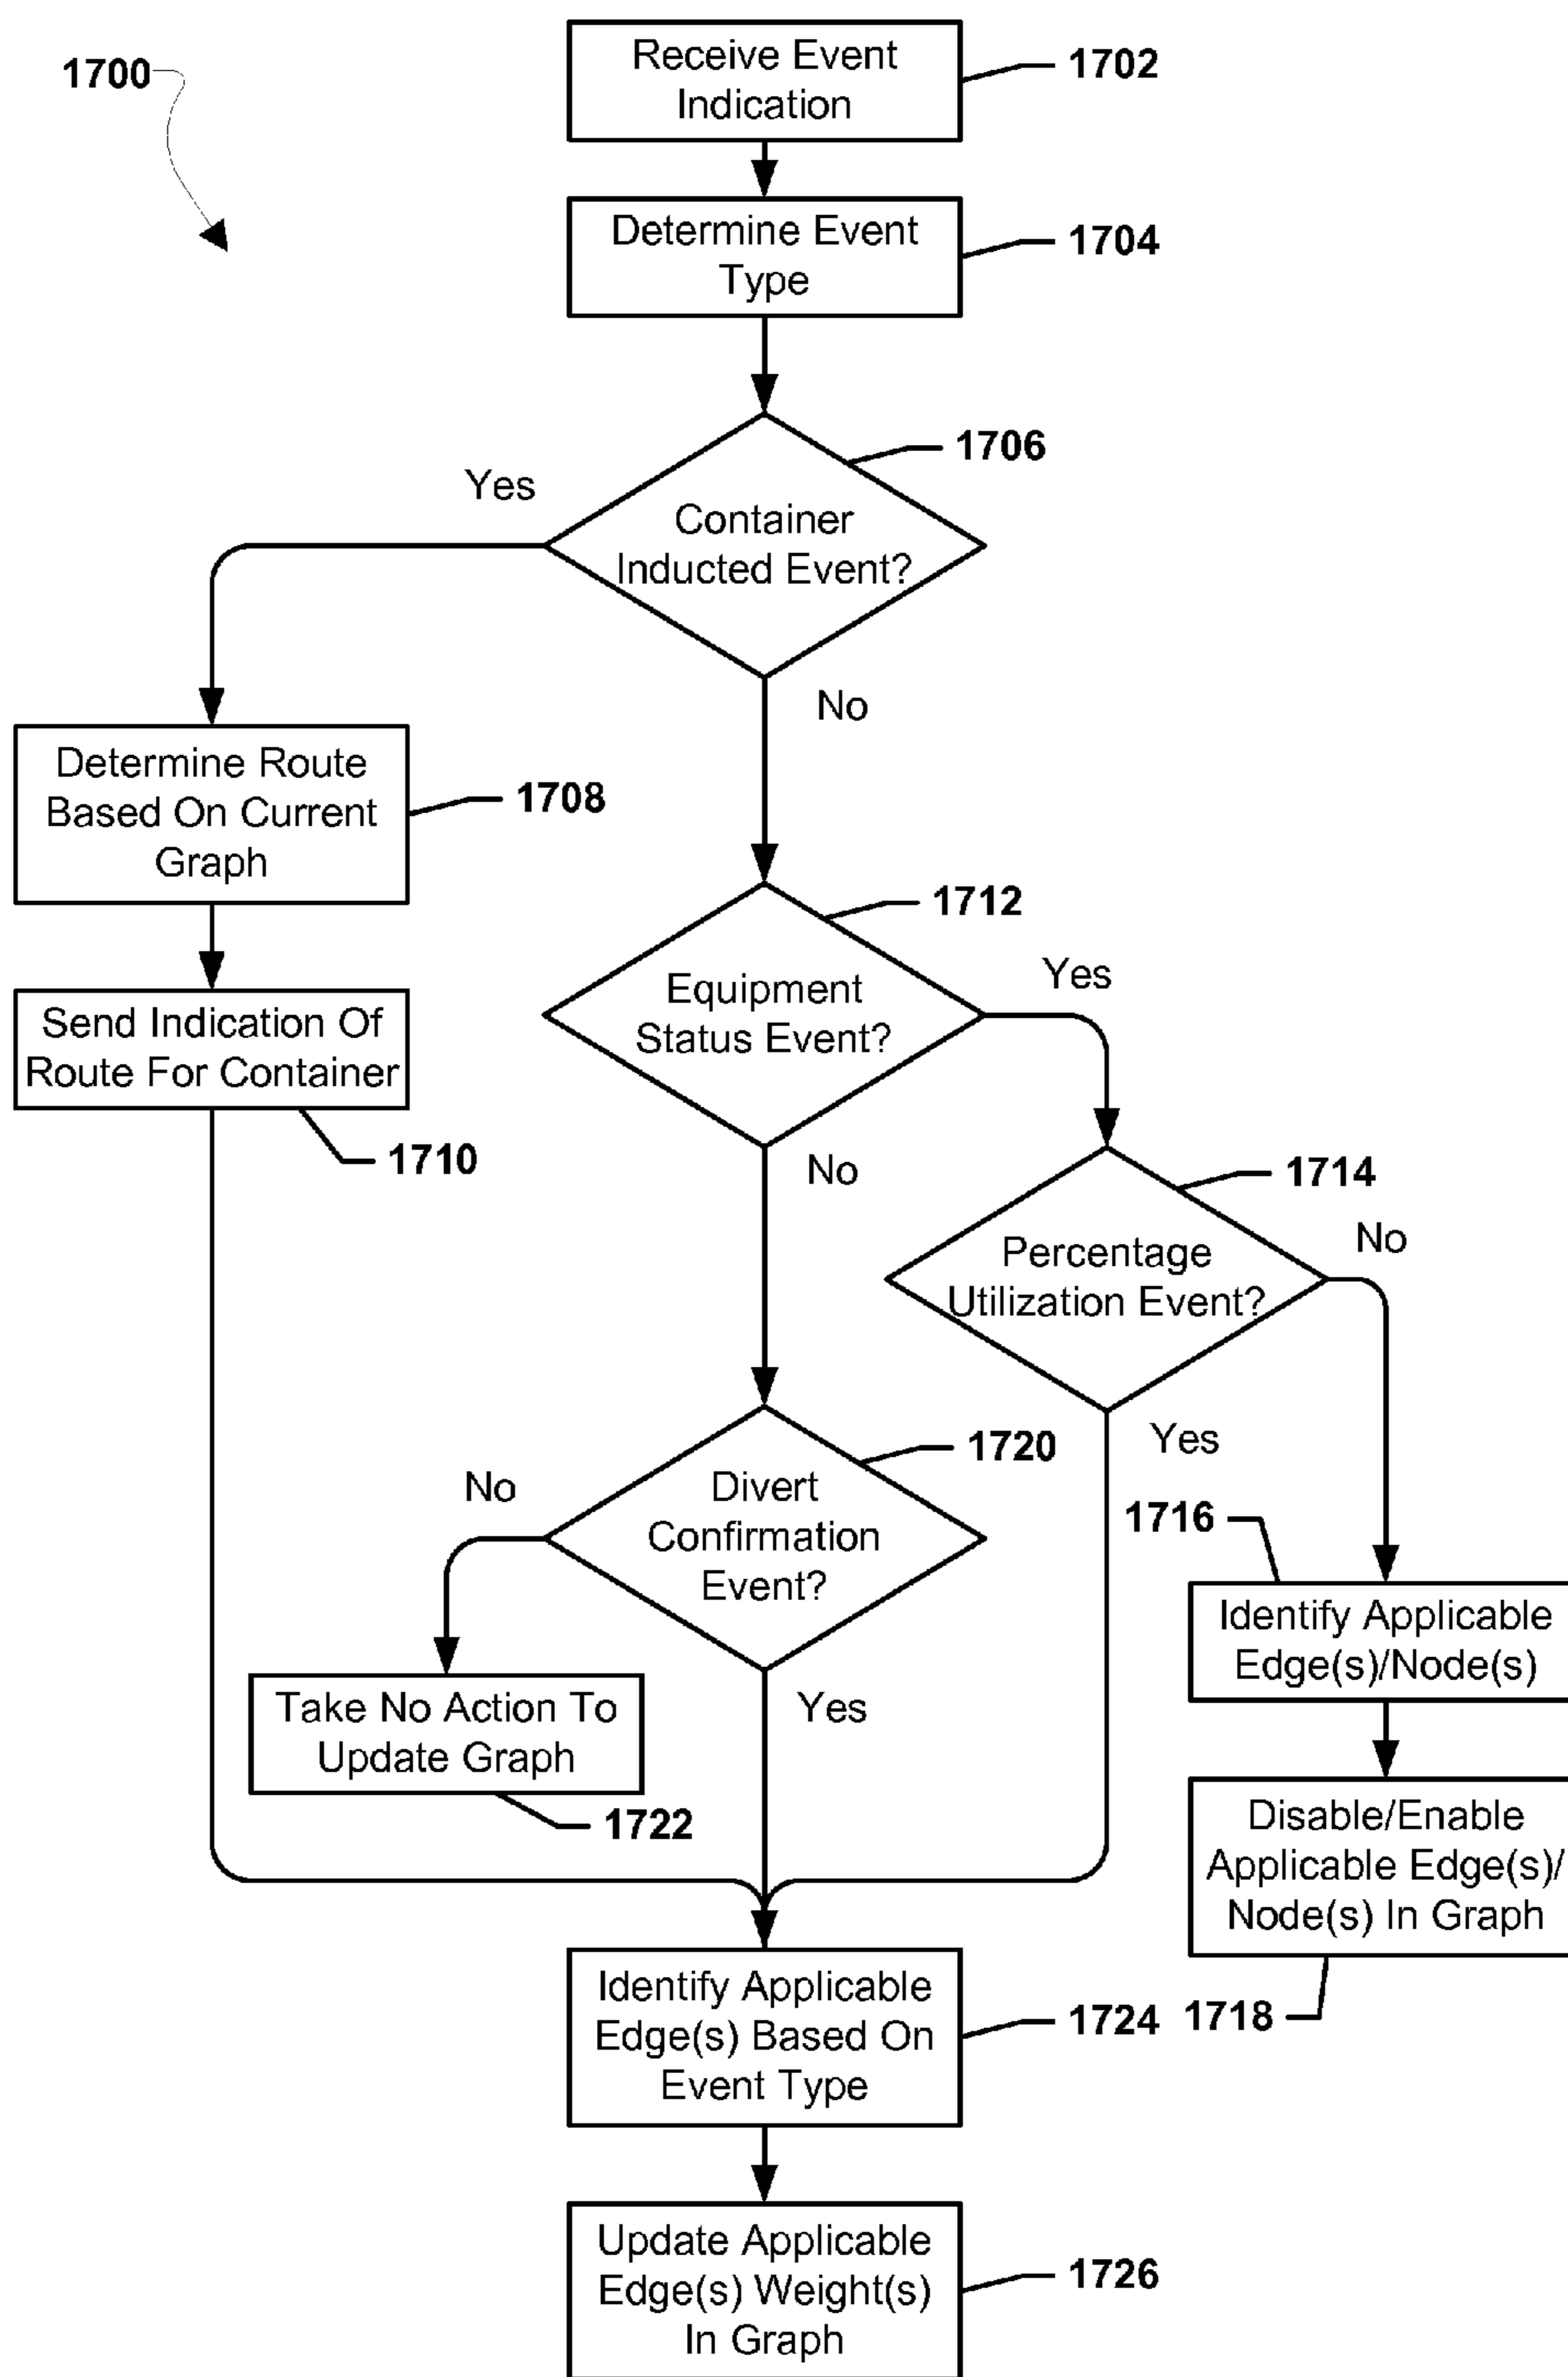 1700
Receive Event
Indication
1702
Determine Event
Type
1704
1706
Yes
Container
Inducted Event?
No
Determine Route
Based On Current
Graph
1708
1712
Equipment
Status Event?
Yes
Send Indication Of
Route For Container
1710
No
1714
Percentage
Utilization Event?
No
Yes
1720
No
Divert
Confirmation
Event?
1716
Identify Applicable
Edge(s)/Node(s)
Take No Action To
Update Graph
1722
Yes
Disable/Enable
Applicable Edge(s)/
Node(s) In Graph
1718
Identify Applicable
Edge(s) Based On
Event Type
1724
Update Applicable
Edge(s) Weight(s)
In Graph
1726